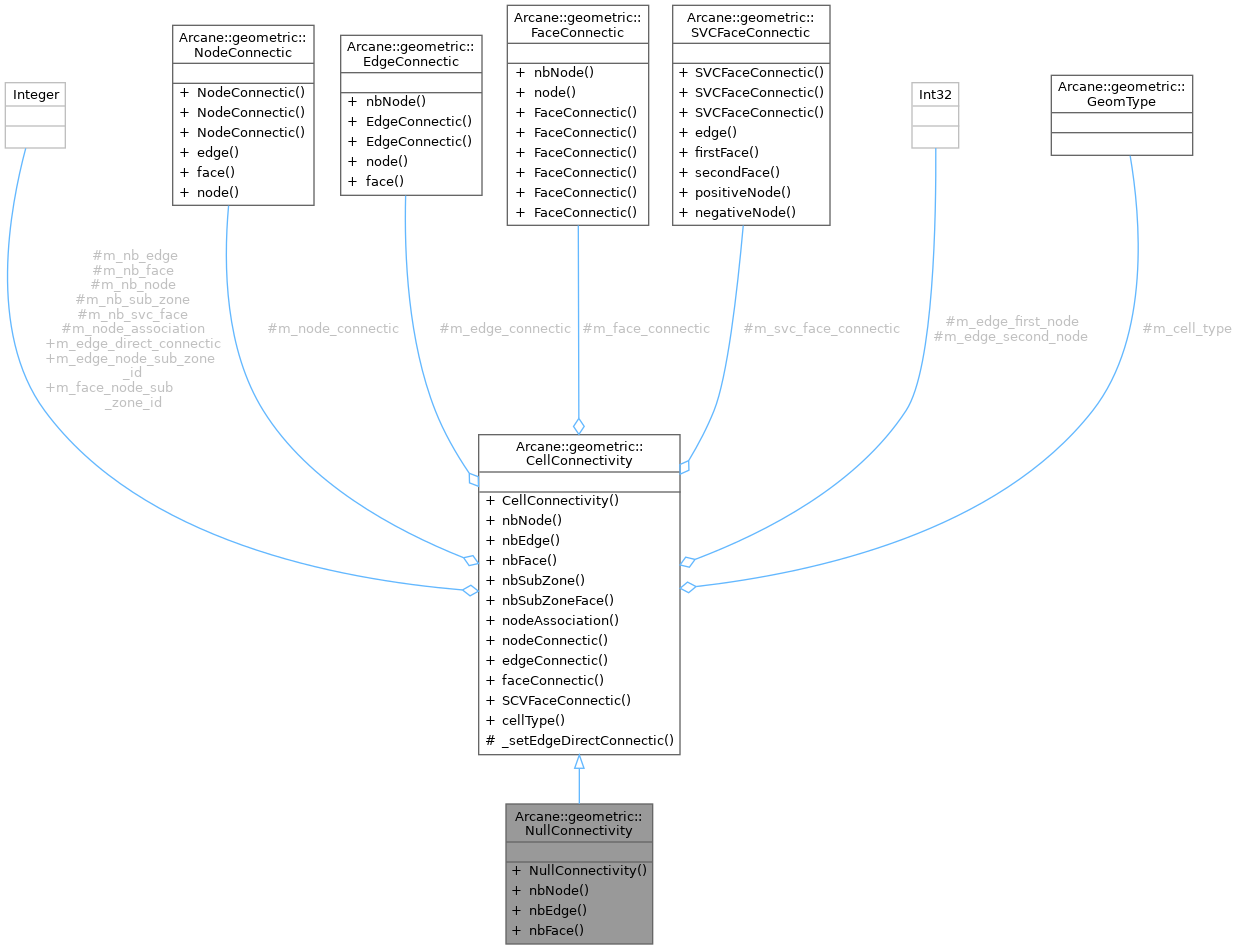 Integer
Arcane::geometric::
NodeConnectic
+ NodeConnectic()
+ NodeConnectic()
+ NodeConnectic()
+ edge()
+ face()
+ node()
Arcane::geometric::
EdgeConnectic
+ nbNode()
+ EdgeConnectic()
+ EdgeConnectic()
+ node()
+ face()
Arcane::geometric::
FaceConnectic
+ nbNode()
+ node()
+ FaceConnectic()
+ FaceConnectic()
+ FaceConnectic()
+ FaceConnectic()
+ FaceConnectic()
+ FaceConnectic()
Arcane::geometric::
SVCFaceConnectic
+ SVCFaceConnectic()
+ SVCFaceConnectic()
+ SVCFaceConnectic()
+ edge()
+ firstFace()
+ secondFace()
+ positiveNode()
+ negativeNode()
Int32
Arcane::geometric::
GeomType
#m_nb_edge
#m_nb_face
#m_nb_node
#m_nb_sub_zone
#m_nb_svc_face
#m_node_association
+m_edge_direct_connectic
+m_edge_node_sub_zone
_id
+m_face_node_sub
_zone_id
#m_node_connectic
#m_edge_connectic
#m_face_connectic
#m_svc_face_connectic
#m_edge_first_node
#m_edge_second_node
#m_cell_type
Arcane::geometric::
CellConnectivity
+ CellConnectivity()
+ nbNode()
+ nbEdge()
+ nbFace()
+ nbSubZone()
+ nbSubZoneFace()
+ nodeAssociation()
+ nodeConnectic()
+ edgeConnectic()
+ faceConnectic()
+ SCVFaceConnectic()
+ cellType()
# _setEdgeDirectConnectic()
Arcane::geometric::
NullConnectivity
+ NullConnectivity()
+ nbNode()
+ nbEdge()
+ nbFace()